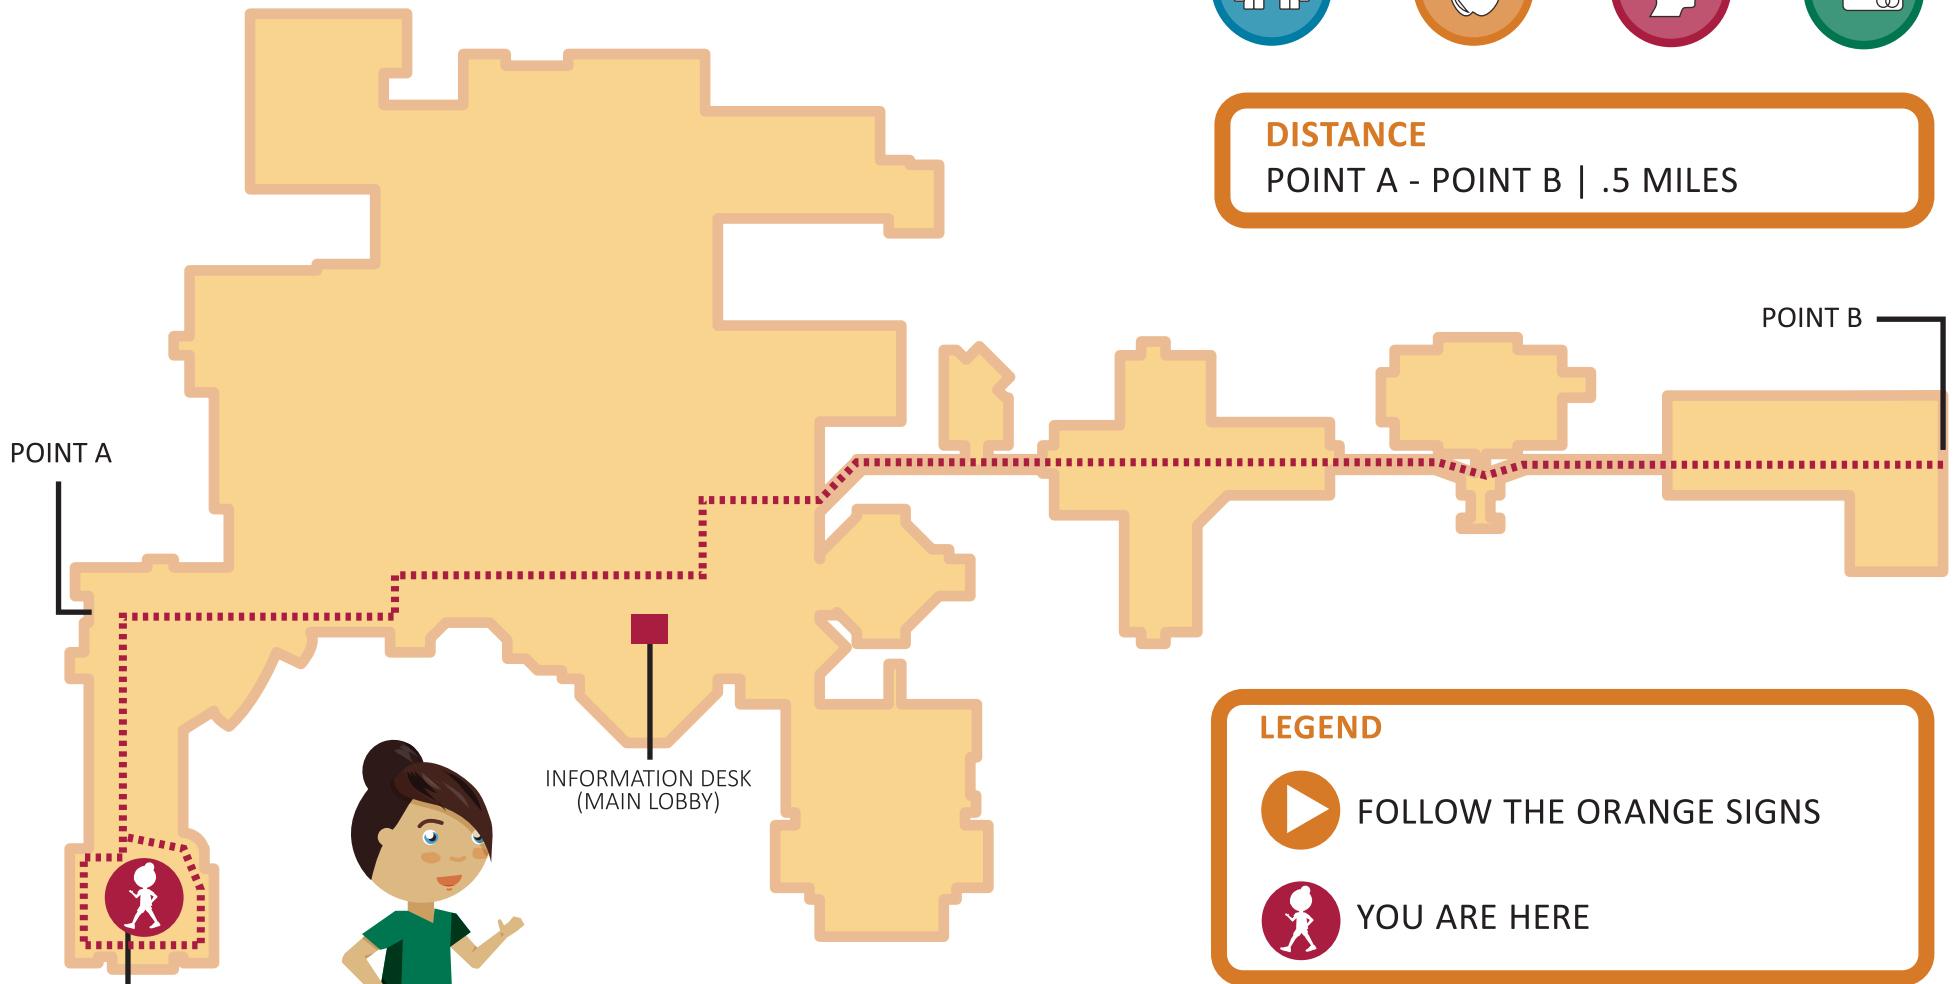 DISTANCE
POINT A - POINT B | .5 MILES
POINT B
POINT A
INFORMATION DESK
(MAIN LOBBY)
LEGEND
FOLLOW THE ORANGE SIGNS
YOU ARE HERE